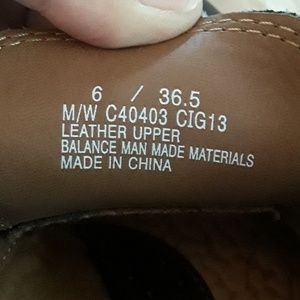 6 / 36.5
M/W C40403 CIG13
LEATHER UPPER
BALANCE MAN MADE MATERIALS
MADE IN CHINA